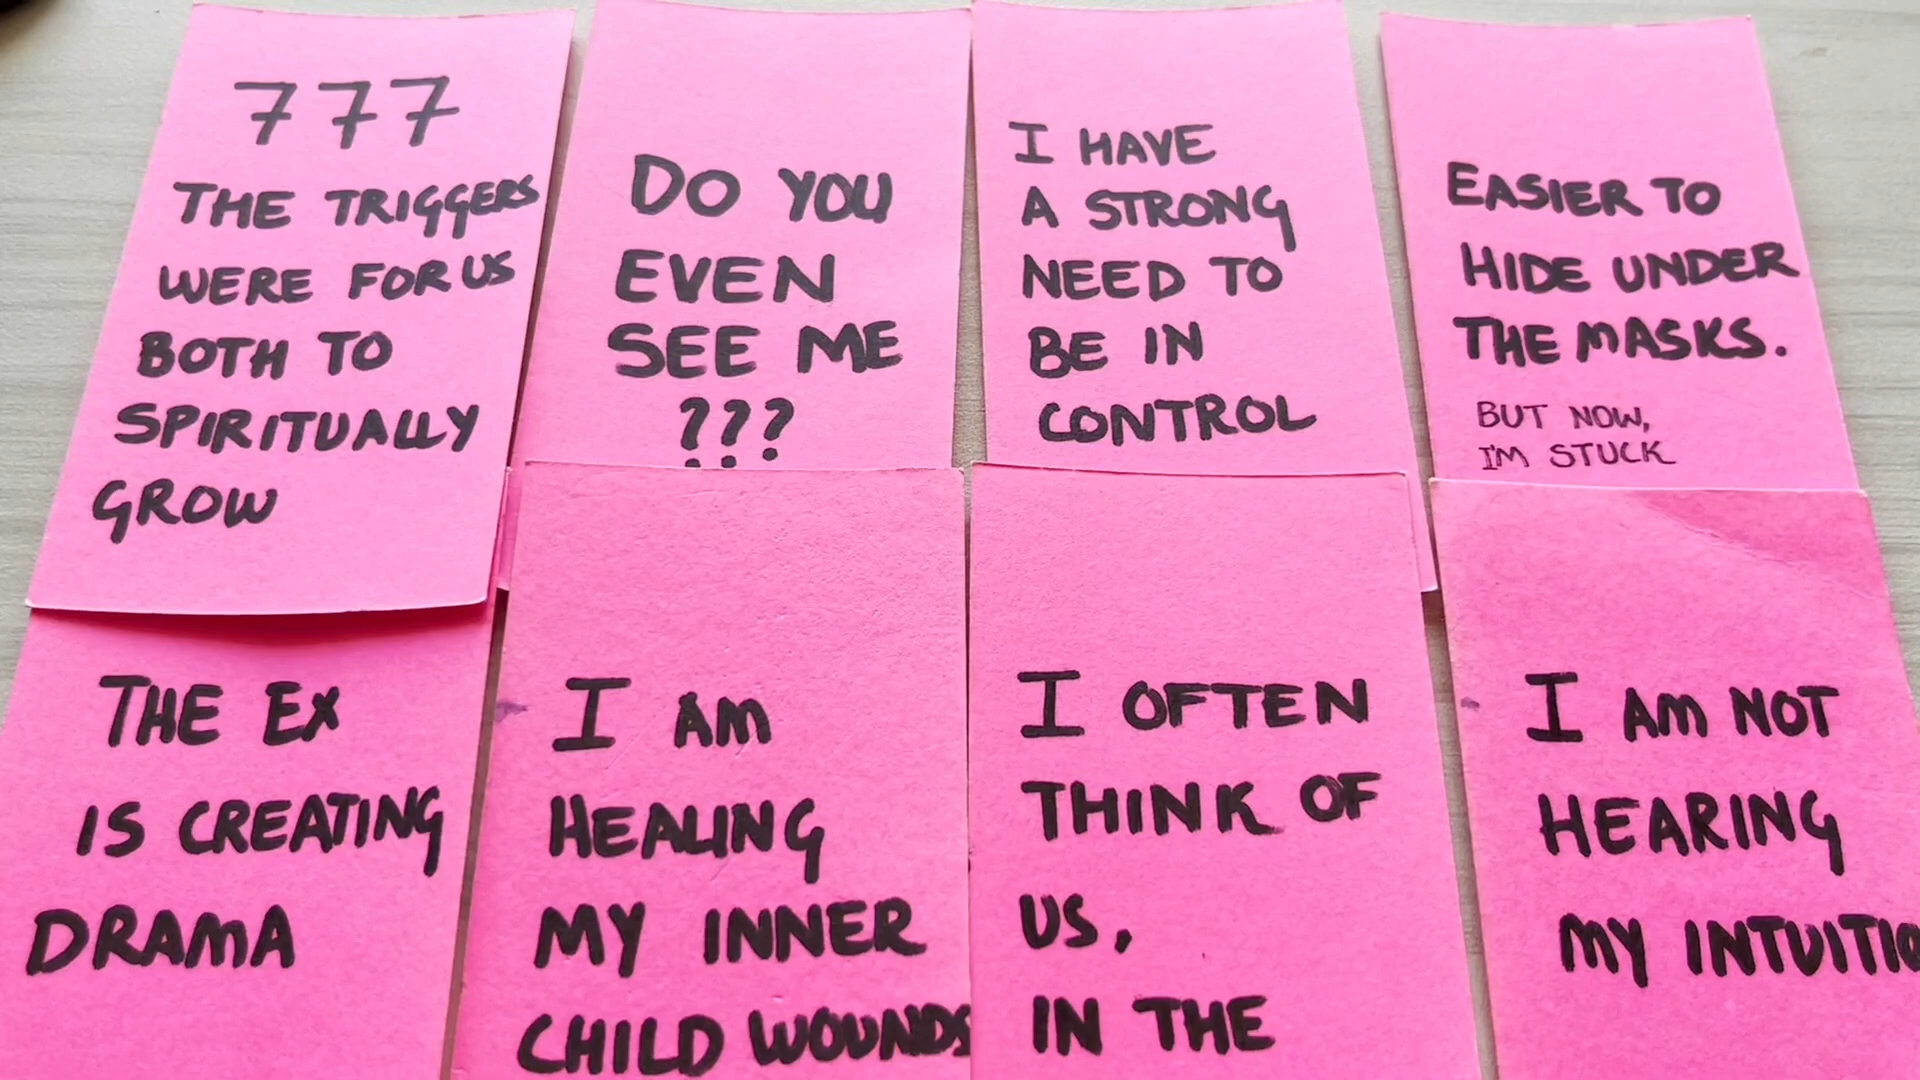 777
THE TRIGGERS
WERE FOR US
BOTH TO
SPIRITUALLY
GROW
DO YOU
EVEN
SEE ME
???
I HAVE
A STRONG
NEED TO
BE IN
CONTROL
EASIER TO
HIDE UNDER
THE MASKS.
BUT NOW,
I'M STUCK
THE EX
IS CREATING
DRAMA
I AM
HEALING
MY INNER
CHILD WOUNDS
I OFTEN
THINK OF
US,
IN THE
I AM NOT
HEARING
MY INTUITIO